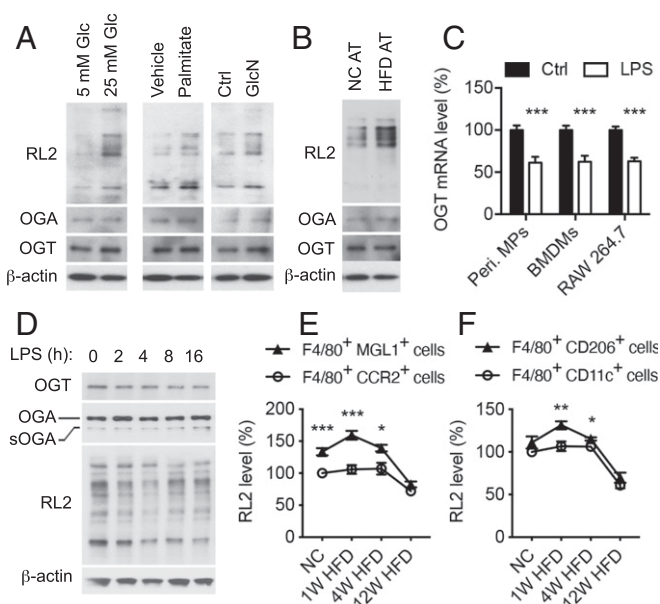 A
5 mM Glc
25 mM Glc
Vehicle
Palmitate
Ctrl
GlcN
RL2
OGA
OGT
β-actin
B
NC AT
HFD AT
RL2
OGA
OGT
β-actin
C
Ctrl LPS
OGT mRNA level (%)
150
100
50
0
*** *** ***
Peri. MPs
BMDMs
RAW 264.7
D
LPS (h): 0 2 4 8 16
OGT
OGA
sOGA
RL2
β-actin
E
F4/80+ MGL1+ cells
F4/80+ CCR2+ cells
RL2 level (%)
200
150
100
50
0
*** *** *
NC
1W HFD
4W HFD
12W HFD
F
F4/80+ CD206+ cells
F4/80+ CD11c+ cells
RL2 level (%)
150
100
50
0
** *
NC
1W HFD
4W HFD
12W HFD